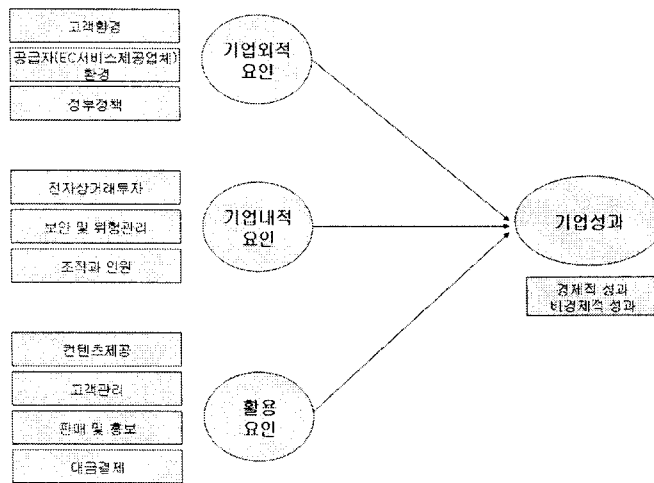 고객환경
공급자(EC서비스제공업체)
환경
정부정책
기업외적
요인
전자상거래투자
보안 및 위험관리
조직과 인원
기업내적
요인
기업성과
경제적 성과
비경제적 성과
컨텐츠제공
고객관리
판매 및 홍보
대금결제
활용
요인